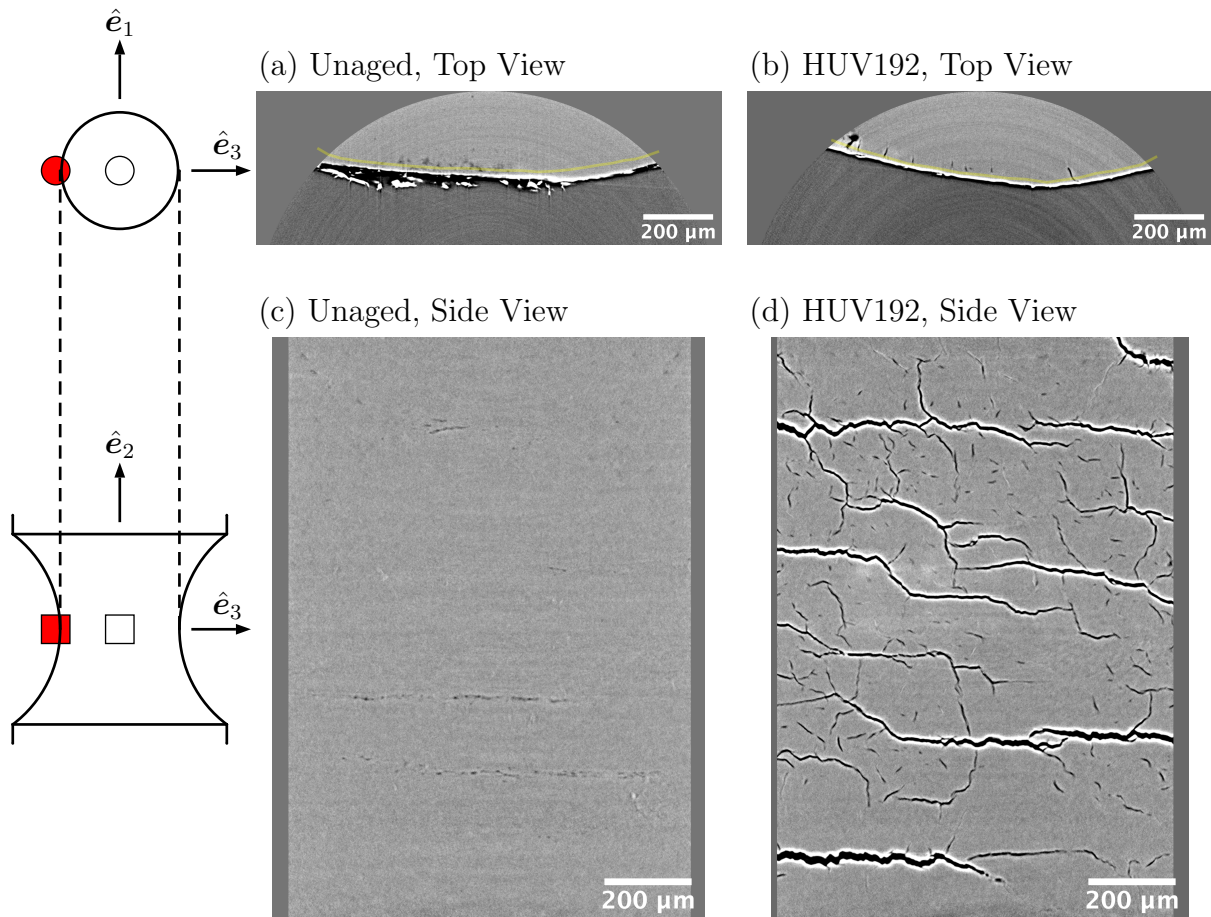 ê₁
ê₃
(a) Unaged, Top View
200 µm
(b) HUV192, Top View
200 µm
ê₂
ê₃
(c) Unaged, Side View
200 µm
(d) HUV192, Side View
200 µm